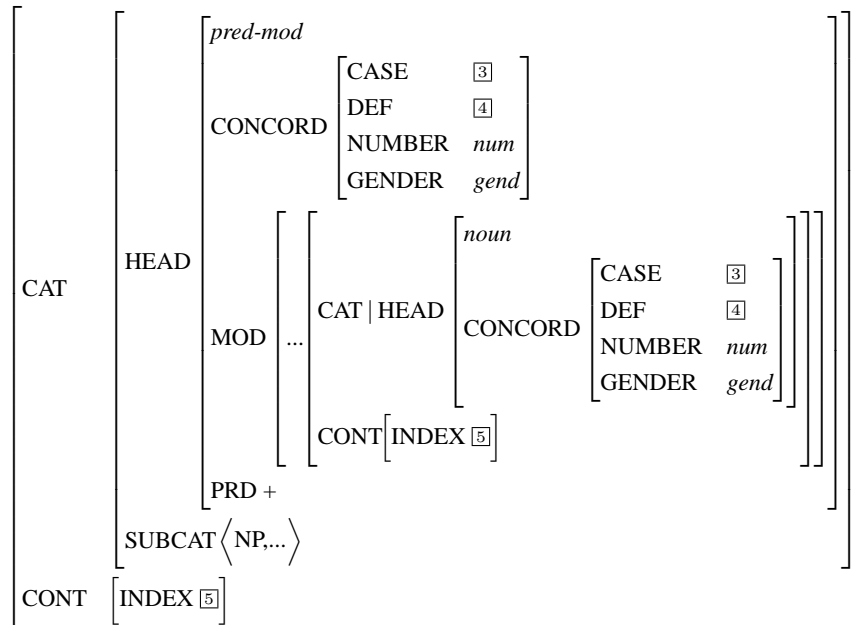 pred-mod
CASE 3
DEF 4
CONCORD
NUMBER num
GENDER gend
noun
HEAD
CASE 3
CAT
CAT | HEAD
DEF 4
MOD ...
CONCORD
NUMBER num
GENDER gend
CONT [INDEX 5]
PRD +
SUBCAT ⟨NP,...⟩
CONT [INDEX 5]